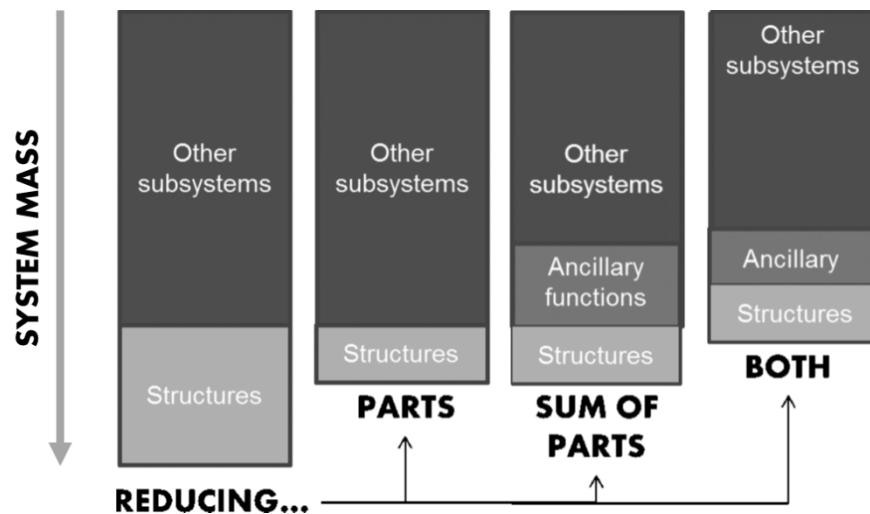 SYSTEM MASS
Other
subsystems
Structures
Other
subsystems
Structures
PARTS
Other
subsystems
Ancillary
functions
Structures
SUM OF
PARTS
Other
subsystems
Ancillary
Structures
BOTH
REDUCING...